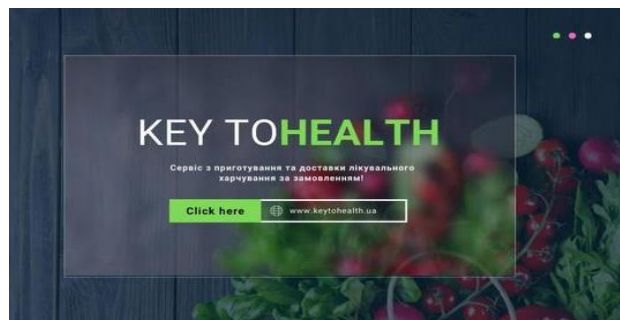 KEY TOHEALTH
Сервіс з приготування та доставки лікувального
харчування за замовленням!
Click here
www.keytohealth.ua